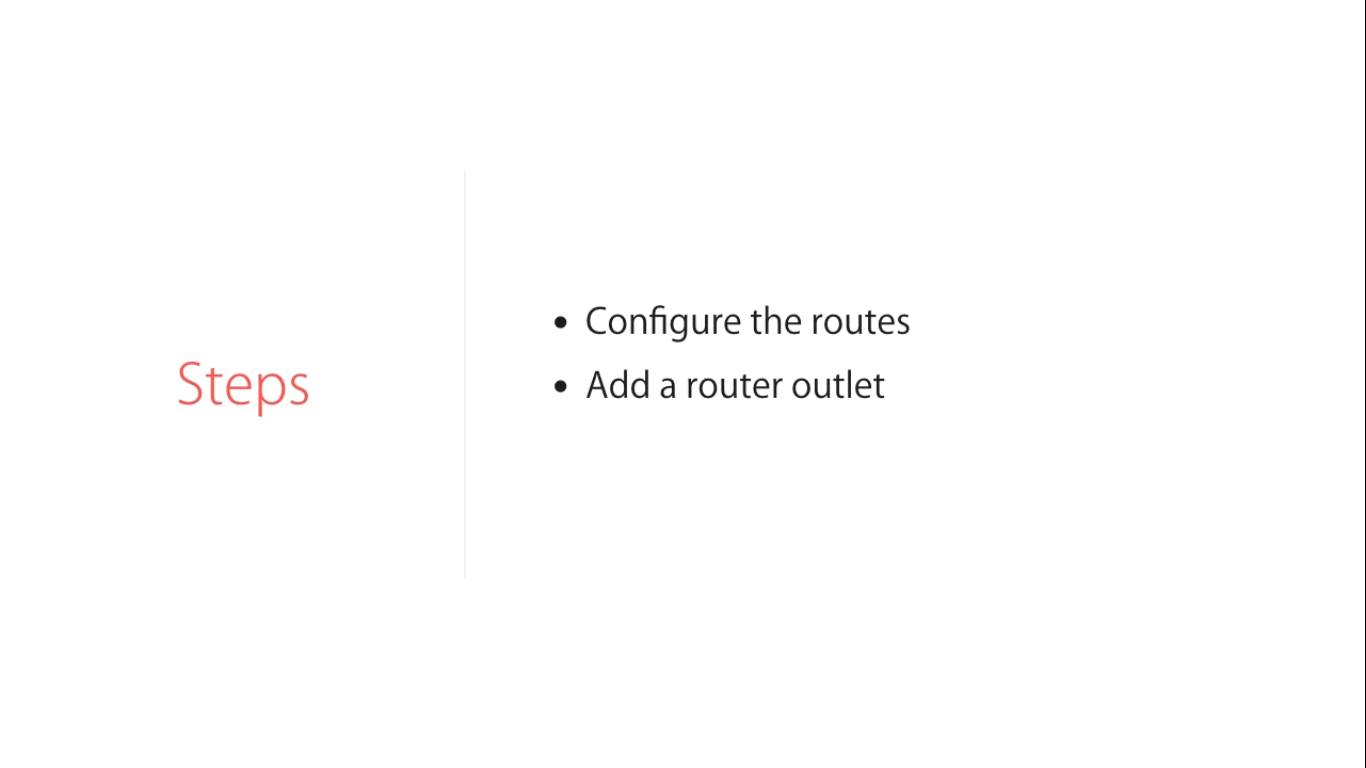 Steps
• Configure the routes
• Add a router outlet